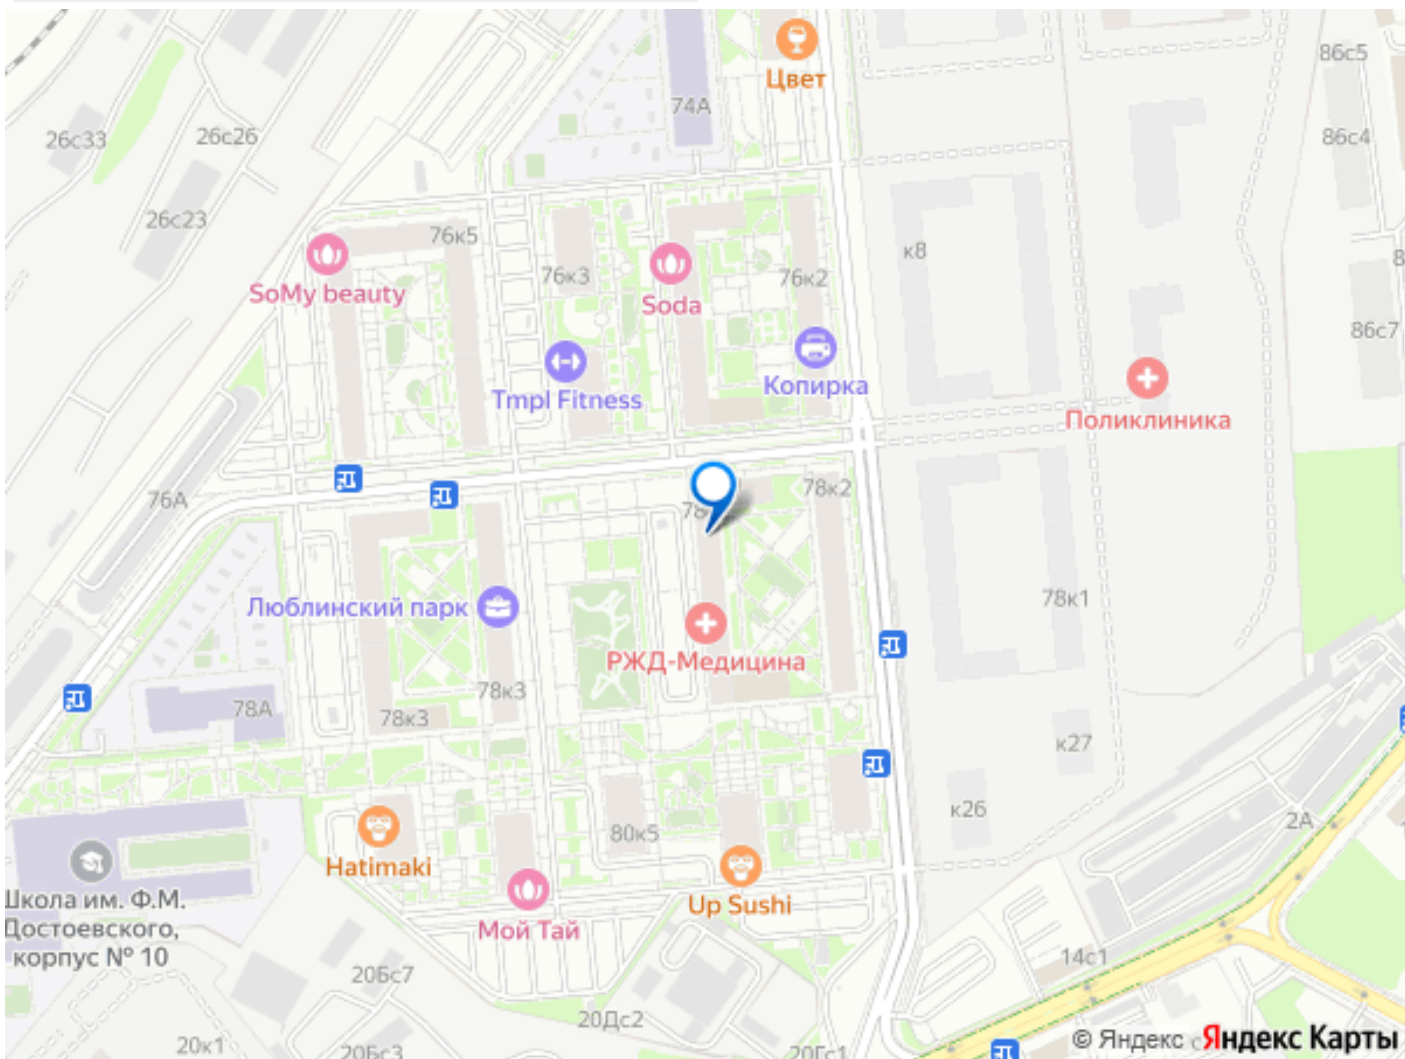 Цвет
86с5
74А
26с33
26с26
86с4
26с23
76к5
к8
76к3
76к2
SoMy beauty
Soda
86с7
Копирка
Tmpl Fitness
Поликлиника
76А
78к2
78к1
Люблинский парк
РЖД-Медицина
78к3
78А
78к3
к27
к26
2А
80к5
Hatimaki
Школа им. Ф.М.
Достоевского,
корпус № 10
Up Sushi
Мой Тай
14с1
20Бс7
20Дс2
20к1
20Бс3
20Гс1
© Яндекс
Яндекс Карты